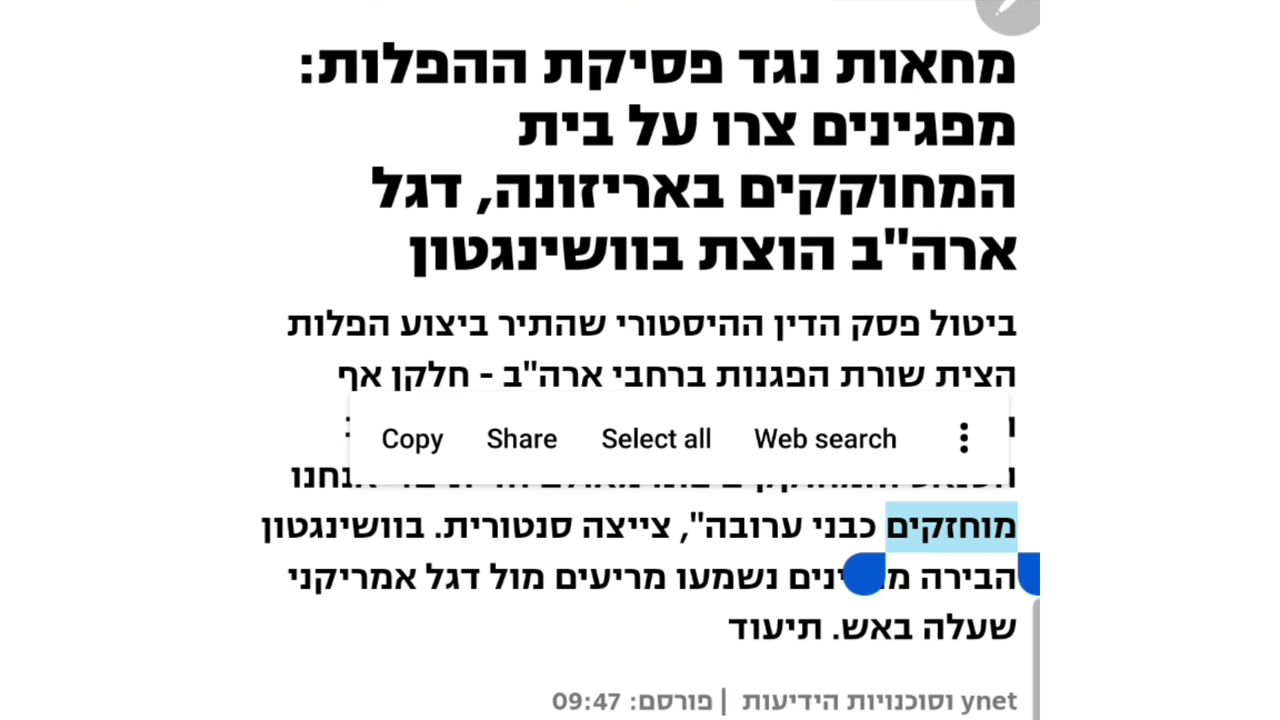 מחאות נגד פסיקת ההפלות:
מפגינים צרו על בית
המחוקקים באריזונה, דגל
ארה"ב הוצת בוושינגטון
ביטול פסק הדין ההיסטורי שהתיר ביצוע הפלות
הצית שורת הפגנות ברחבי ארה"ב - חלקן אף
Copy Share Select all Web search
אנחנו
מוחזקים כבני ערובה", צייצה סנטורית. בוושינגטון
הבירה נשמעו מריעים מול דגל אמריקני
שעלה באש. תיעוד
ynet וסוכנויות הידיעות | פורסם: 09:47